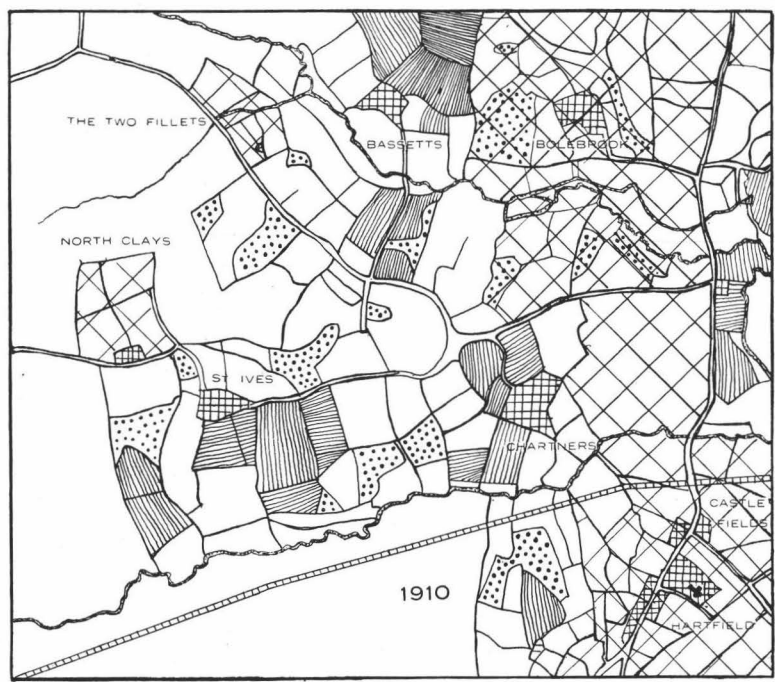 THE TWO FILLETS
BASSETTS
BOLEBROOK
NORTH CLAYS
ST IVES
CHARTNERS
CASTLE
FIELDS
1910
HARTFIELD